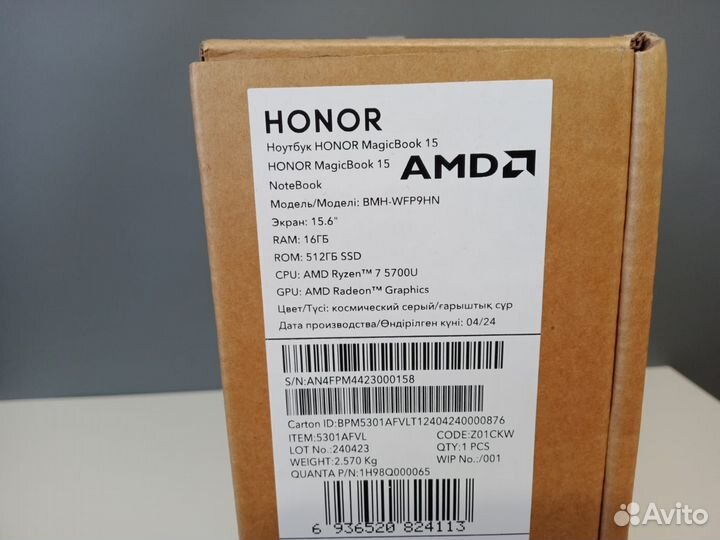 HONOR
Ноутбук HONOR MagicBook 15
HONOR MagicBook 15
AMD
NoteBook
Модель/Моделі: BMH-WFP9HN
Экран: 15.6"
RAM: 16ГБ
ROM: 512ГБ SSD
CPU: AMD Ryzen™ 7 5700U
GPU: AMD Radeon™ Graphics
Цвет/Түсі: космический серый/ғарыштық сұр
Дата производства/Өндірілген күні: 04/24
S/N:AN4FPM4423000158
Carton ID:BPM5301AFVLT12404240000876
ITEM:5301AFVL CODE:Z01CKW
LOT No.:240423 QTY:1 PCS
WEIGHT:2.570 Kg WIP No.:/001
QUANTA P/N:1H98Q000065
6 936520 824113
Avito